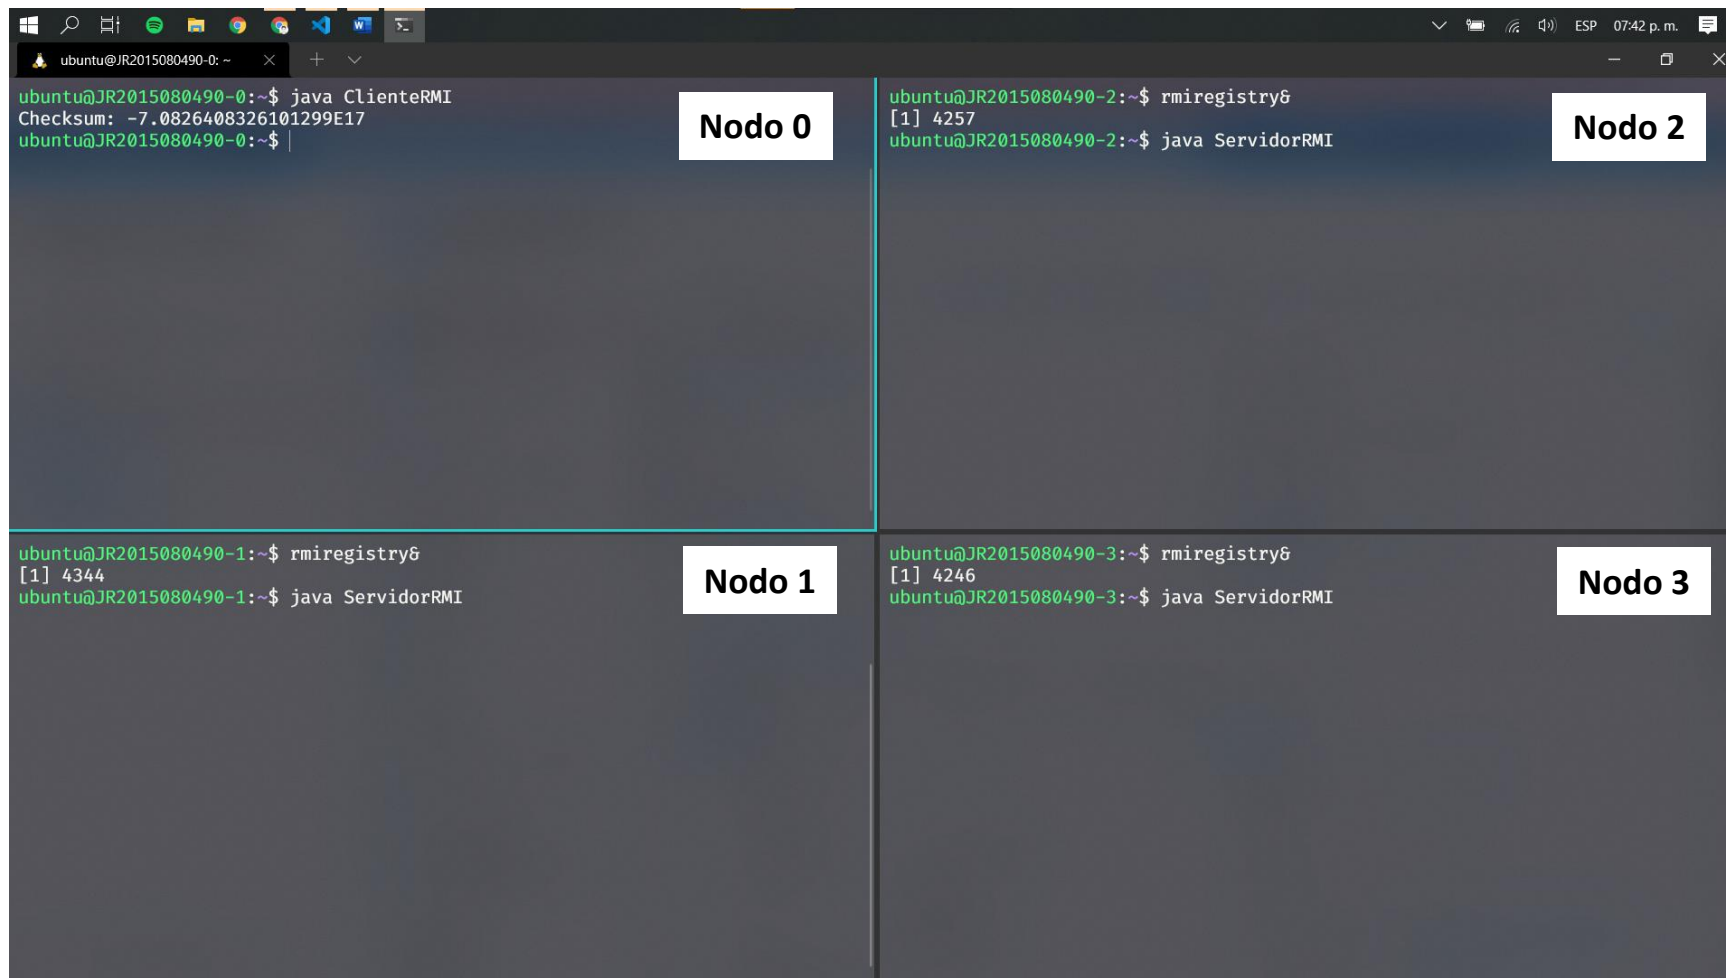 ESP 07:42 p. m.
ubuntu@JR2015080490-0: ~
ubuntu@JR2015080490-0:~$ java ClienteRMI
Checksum: -7.0826408326101299E17
ubuntu@JR2015080490-0:~$
Nodo 0
ubuntu@JR2015080490-2:~$ rmiregistry&
[1] 4257
ubuntu@JR2015080490-2:~$ java ServidorRMI
Nodo 2
ubuntu@JR2015080490-1:~$ rmiregistry&
[1] 4344
ubuntu@JR2015080490-1:~$ java ServidorRMI
Nodo 1
ubuntu@JR2015080490-3:~$ rmiregistry&
[1] 4246
ubuntu@JR2015080490-3:~$ java ServidorRMI
Nodo 3